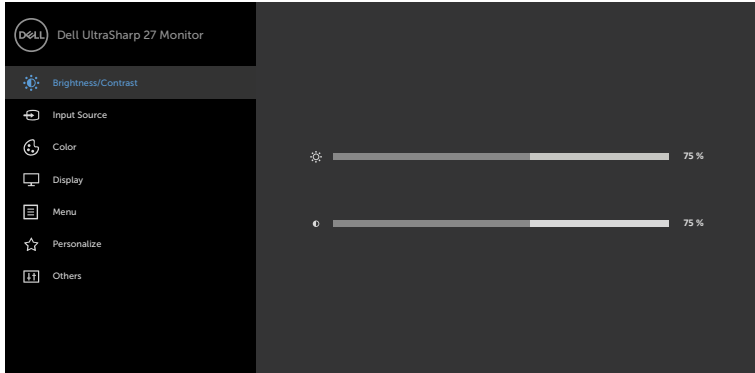 DELL
Dell UltraSharp 27 Monitor
Brightness/Contrast
Input Source
Color
75 %
Display
Menu
75 %
Personalize
Others